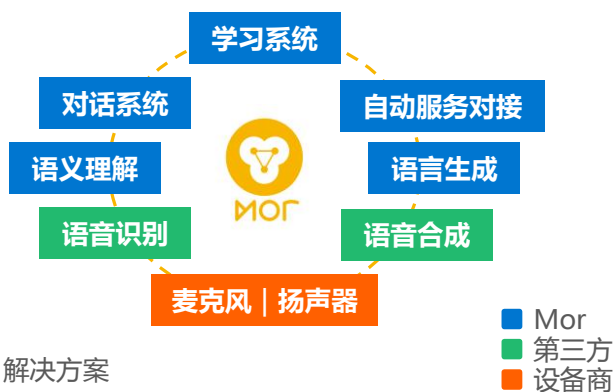 学习系统
对话系统
自动服务对接
语义理解
语言生成
мог
语音识别
语音合成
麦克风｜扬声器
Mor
第三方
解决方案
设备商